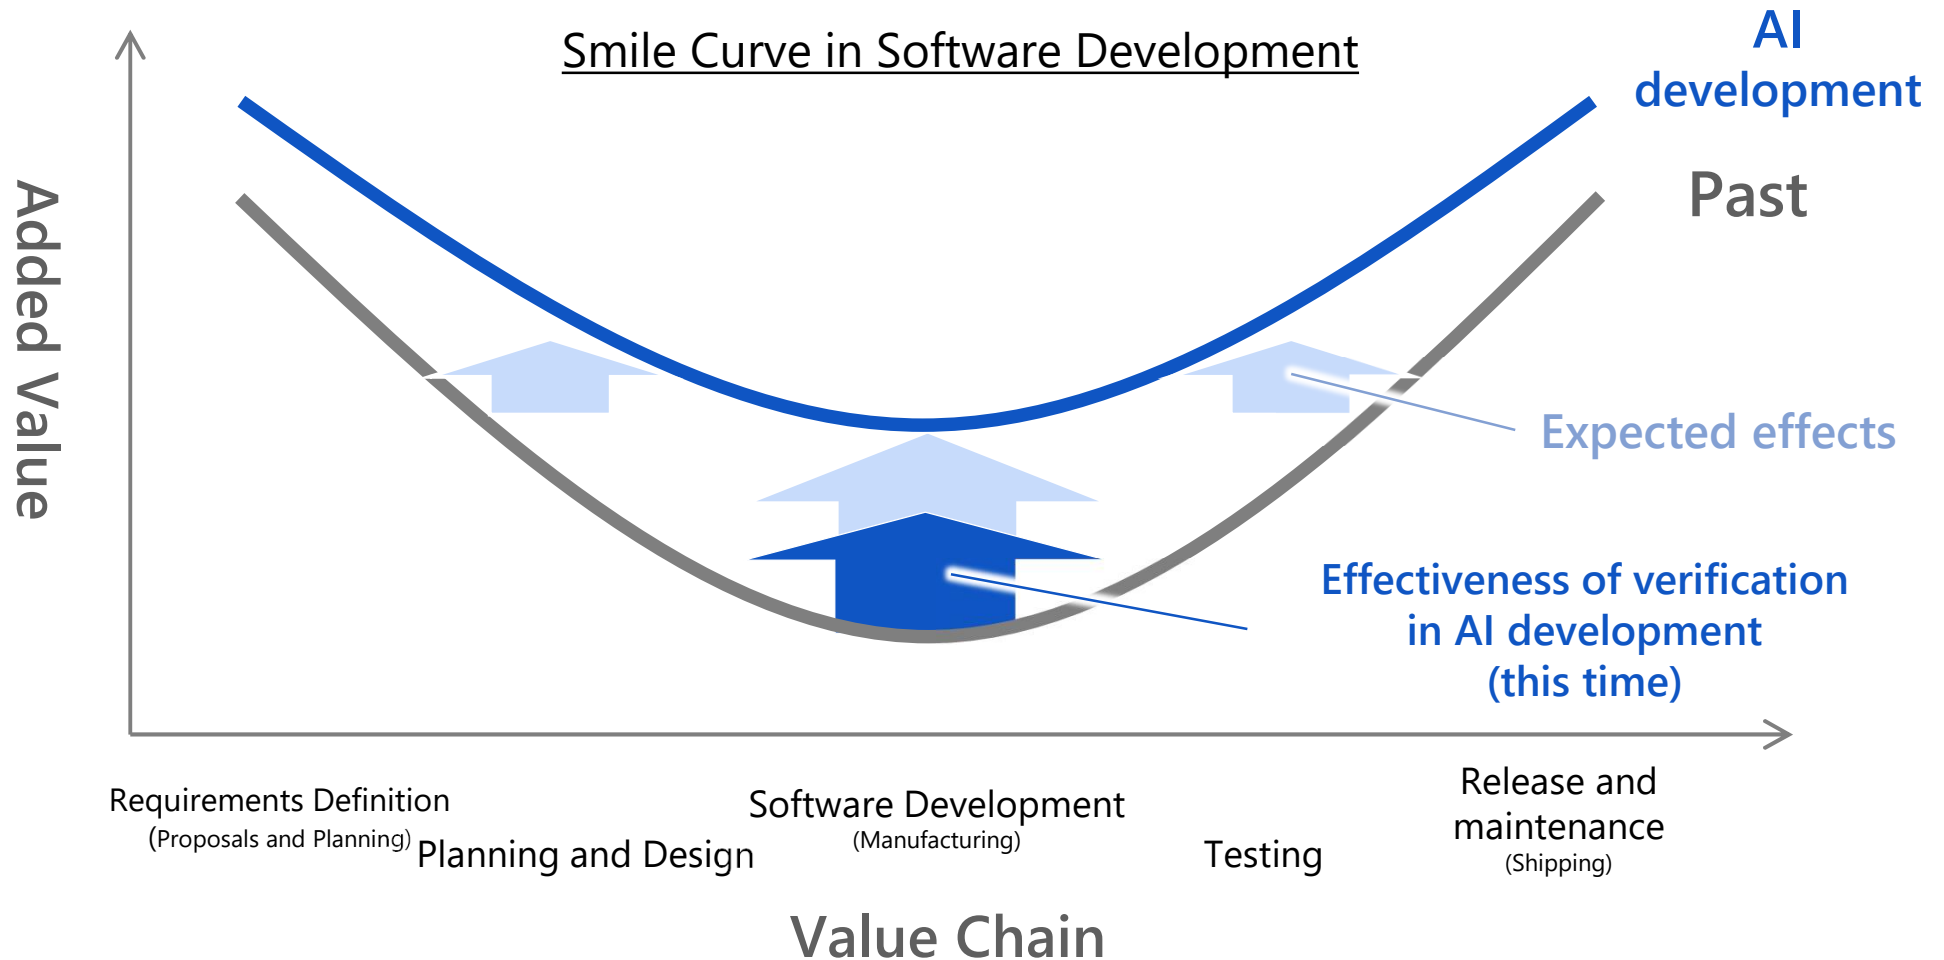 Smile Curve in Software Development
AI
development
Past
Added Value
Expected effects
Effectiveness of verification
in AI development
(this time)
Requirements Definition
(Proposals and Planning)
Planning and Design
Software Development
(Manufacturing)
Testing
Release and
maintenance
(Shipping)
Value Chain